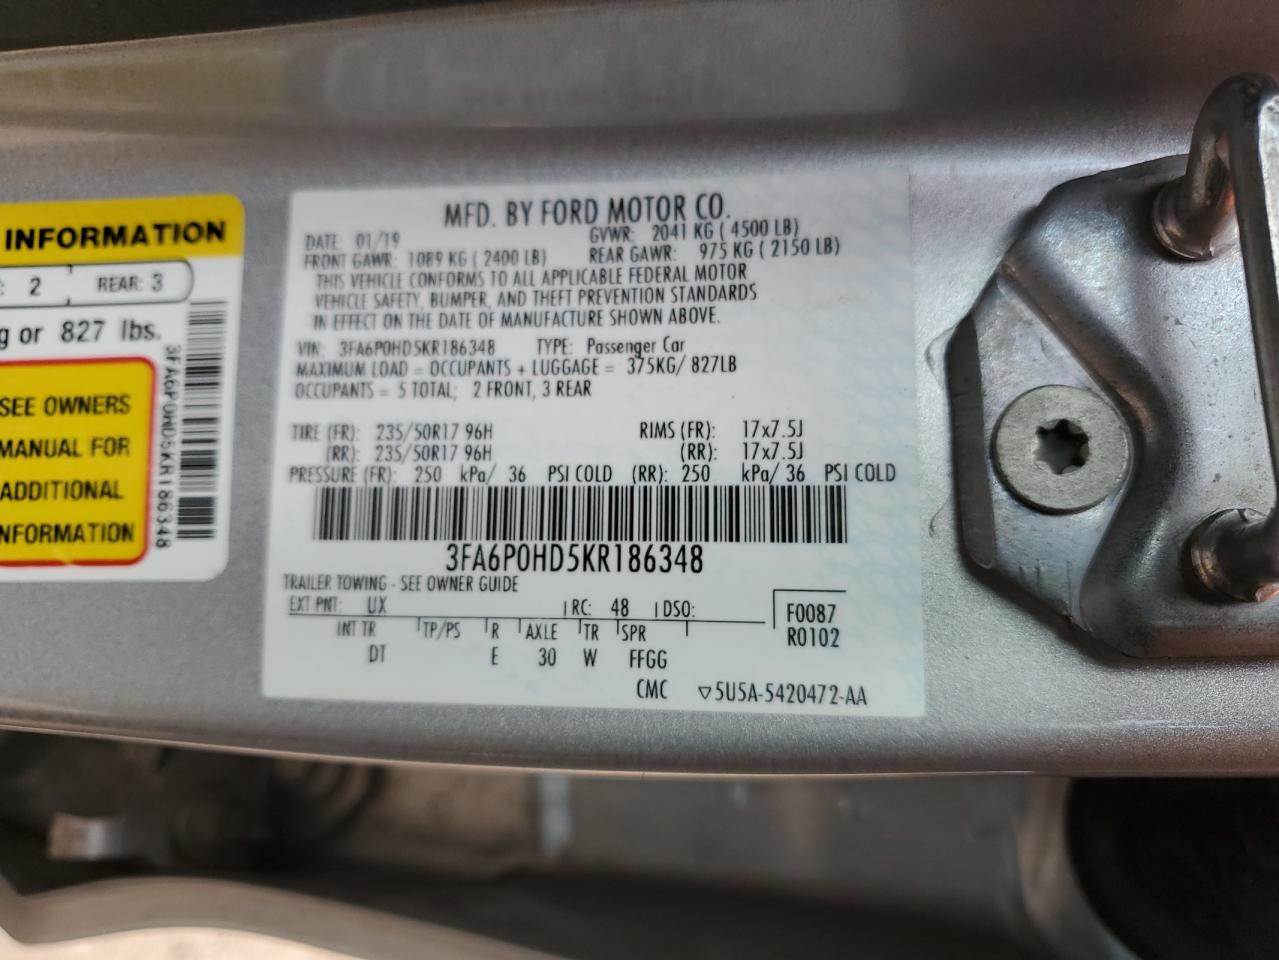 INFORMATION
: 2 REAR: 3
g or 827 lbs.
SEE OWNERS
MANUAL FOR
ADDITIONAL
NFORMATION
3FA6P0HD5KR186348
MFD. BY FORD MOTOR CO.
DATE: 01/19 GVWR: 2041 KG ( 4500 LB)
FRONT GAWR: 1089 KG ( 2400 LB) REAR GAWR: 975 KG ( 2150 LB)
THIS VEHICLE CONFORMS TO ALL APPLICABLE FEDERAL MOTOR
VEHICLE SAFETY, BUMPER, AND THEFT PREVENTION STANDARDS
IN EFFECT ON THE DATE OF MANUFACTURE SHOWN ABOVE.
VIN: 3FA6P0HD5KR186348 TYPE: Passenger Car
MAXIMUM LOAD = OCCUPANTS + LUGGAGE = 375KG/ 827LB
OCCUPANTS = 5 TOTAL; 2 FRONT, 3 REAR
TIRE (FR): 235/50R17 96H RIMS (FR): 17x7.5J
(RR): 235/50R17 96H (RR): 17x7.5J
PRESSURE (FR): 250 kPa/ 36 PSI COLD (RR): 250 kPa/ 36 PSI COLD
3FA6P0HD5KR186348
TRAILER TOWING - SEE OWNER GUIDE
EXT PNT: UX RC: 48 DSO: F0087
INT TR TP/PS R AXLE TR SPR R0102
DT E 30 W FFGG
CMC ▽5U5A-5420472-AA